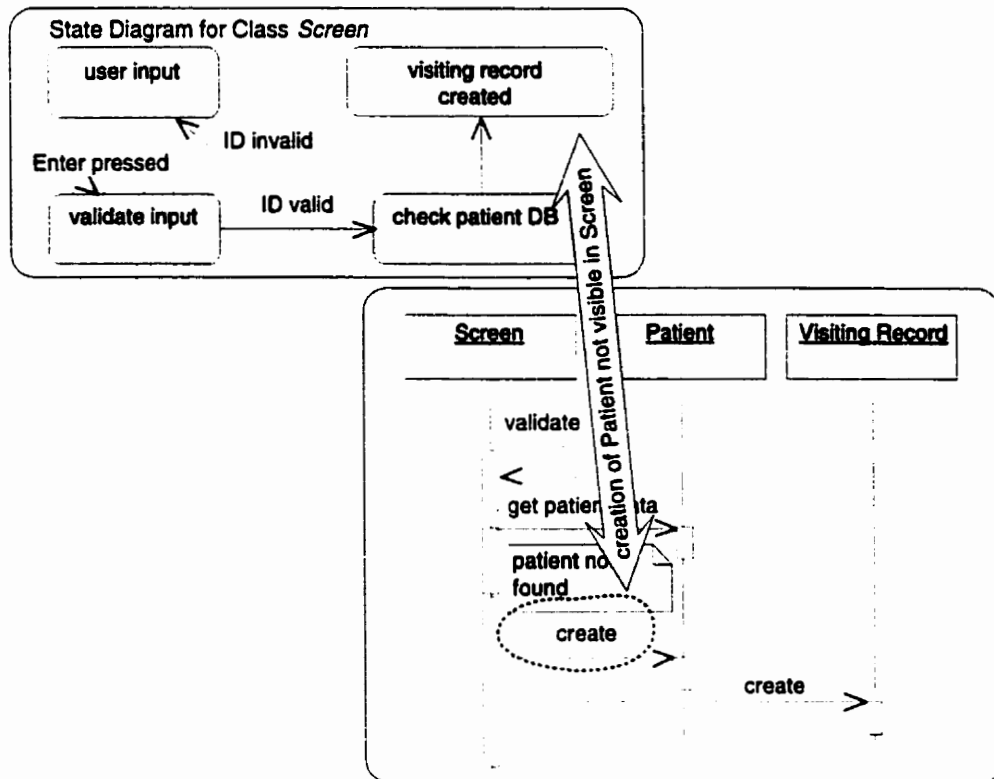 State Diagram for Class Screen
user input
visiting record
created
ID invalid
Enter pressed
validate input
ID valid
check patient DB
creation of Patient not visible in Screen
Screen
Patient
Visiting Record
validate
get patient
patient
found
create
create